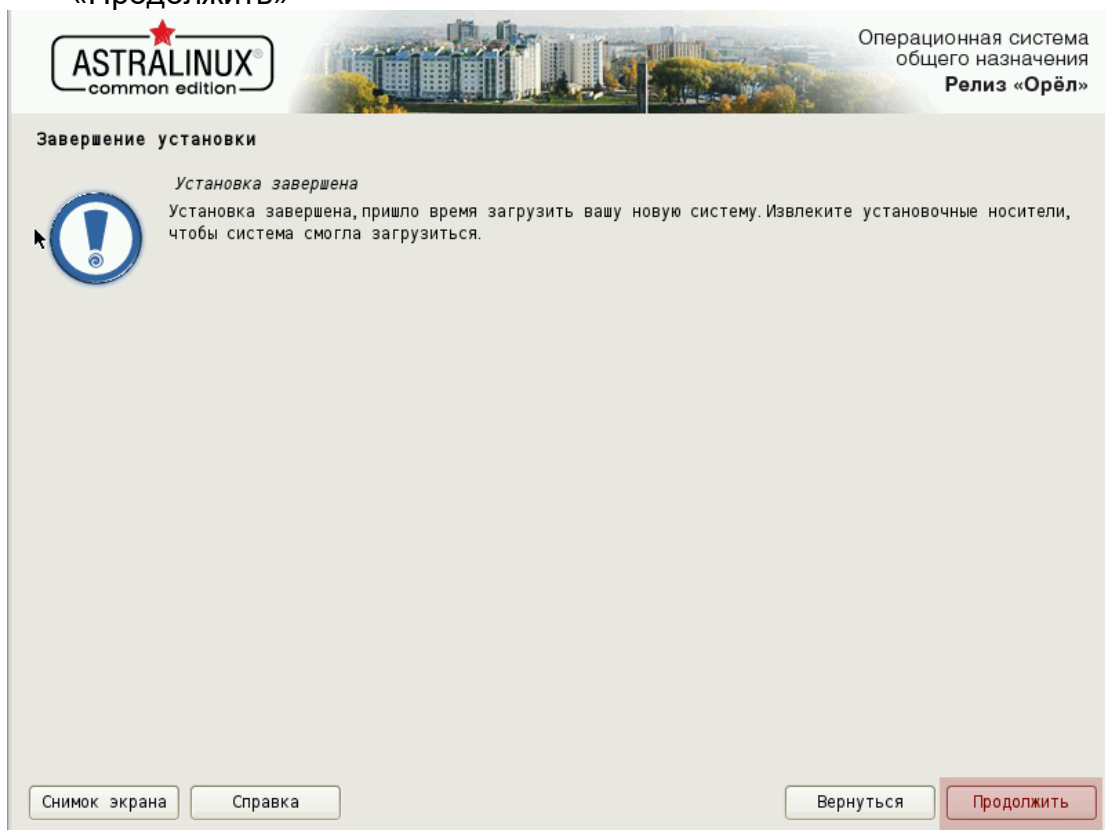 «Продолжить»
ASTRALINUX®
common edition
Операционная система
общего назначения
Релиз «Орёл»
Завершение установки
Установка завершена
Установка завершена, пришло время загрузить вашу новую систему. Извлеките установочные носители,
чтобы система смогла загрузиться.
Снимок экрана
Справка
Вернуться
Продолжить